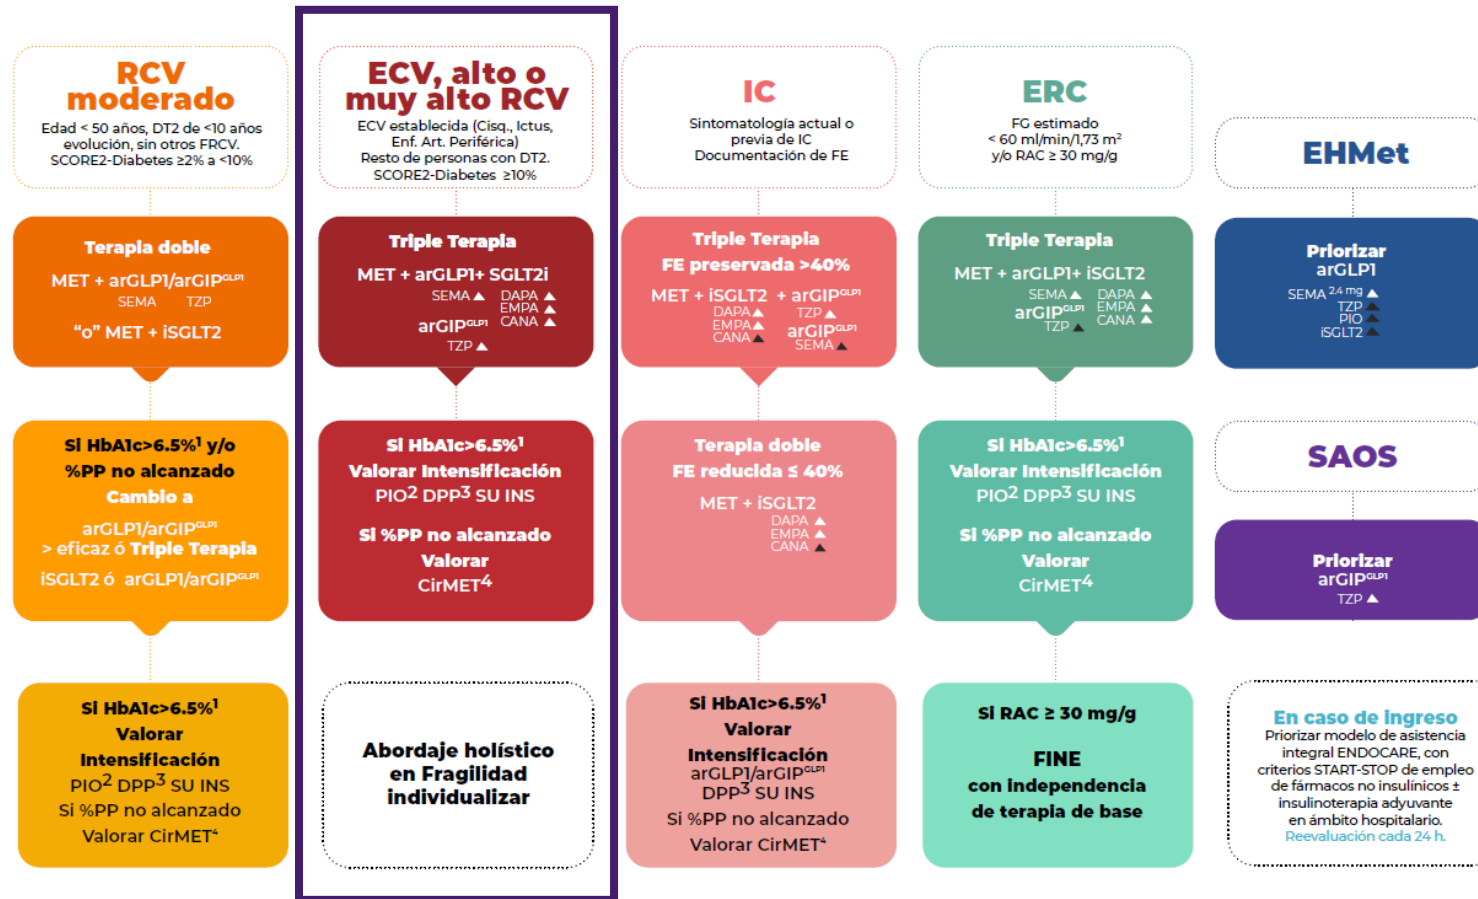 RCV
moderado
Edad < 50 años, DT2 de <10 años
evolución, sin otros FRCV.
SCORE2-Diabetes ≥2% a <10%
Terapia doble
MET + arGLP1/arGIPᴳᴸᴾ¹
SEMA TZP
“o” MET + iSGLT2
Si HbA1c>6.5%¹ y/o
%PP no alcanzado
Cambio a
arGLP1/arGIPᴳᴸᴾ¹
> eficaz ó Triple Terapia
iSGLT2 ó arGLP1/arGIPᴳᴸᴾ¹
Si HbA1c>6.5%¹
Valorar
Intensificación
PIO² DPP³ SU INS
Si %PP no alcanzado
Valorar CirMET⁴
ECV, alto o
muy alto RCV
ECV establecida (Cisq., Ictus,
Enf. Art. Periférica)
Resto de personas con DT2.
SCORE2-Diabetes ≥10%
Triple Terapia
MET + arGLP1+ SGLT2i
SEMA ▲ DAPA ▲
EMPA ▲
arGIPᴳᴸᴾ¹ CANA ▲
TZP ▲
Si HbA1c>6.5%¹
Valorar Intensificación
PIO² DPP³ SU INS
Si %PP no alcanzado
Valorar
CirMET⁴
Abordaje holístico
en Fragilidad
individualizar
IC
Sintomatología actual o
previa de IC
Documentación de FE
Triple Terapia
FE preservada >40%
MET + iSGLT2 + arGIPᴳᴸᴾ¹
DAPA ▲ TZP ▲
EMPA ▲ arGIPᴳᴸᴾ¹
CANA ▲ SEMA ▲
Terapia doble
FE reducida ≤ 40%
MET + iSGLT2
DAPA ▲
EMPA ▲
CANA ▲
Si HbA1c>6.5%¹
Valorar
Intensificación
arGLP1/arGIPᴳᴸᴾ¹
DPP³ SU INS
Si %PP no alcanzado
Valorar CirMET⁴
ERC
FG estimado
< 60 ml/min/1,73 m²
y/o RAC ≥ 30 mg/g
Triple Terapia
MET + arGLP1+ iSGLT2
SEMA ▲ DAPA ▲
arGIPᴳᴸᴾ¹ EMPA ▲
TZP ▲ CANA ▲
Si HbA1c>6.5%¹
Valorar Intensificación
PIO² DPP³ SU INS
Si %PP no alcanzado
Valorar
CirMET⁴
Si RAC ≥ 30 mg/g
FINE
con independencia
de terapia de base
EHMet
Priorizar
arGLP1
SEMA ²·⁴ ᵐᵍ ▲
TZP ▲
PIO ▲
iSGLT2 ▲
SAOS
Priorizar
arGIPᴳᴸᴾ¹
TZP ▲
En caso de ingreso
Priorizar modelo de asistencia
integral ENDOCARE, con
criterios START-STOP de empleo
de fármacos no insulínicos ±
insulinoterapia adyuvante
en ámbito hospitalario.
Reevaluación cada 24 h.